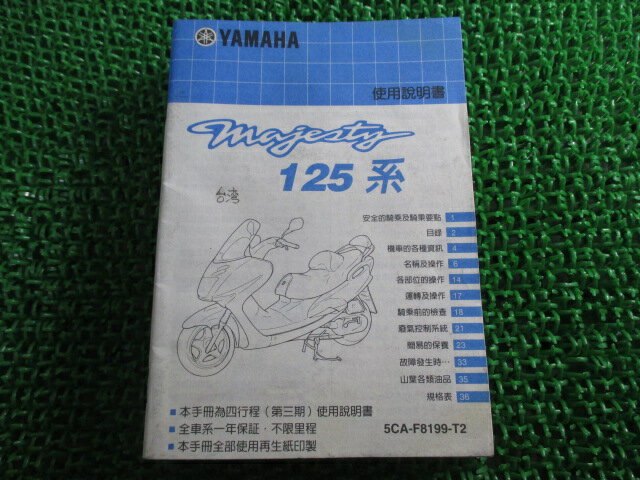 YAMAHA
使用說明書
majesty
125 系
台湾
安全的騎乘及騎乘要點 1
目錄 2
機車的各種資訊 4
名稱及操作 6
各部位的操作 14
運轉及操作 17
騎乘前的檢查 18
廢氣控制系統 21
簡易的保養 23
故障發生時… 33
山葉各類油品 35
規格表 36
■ 本手冊為四行程（第三期）使用說明書
■ 全車系一年保証‧不限里程
■ 本手冊全部使用再生紙印製
5CA-F8199-T2